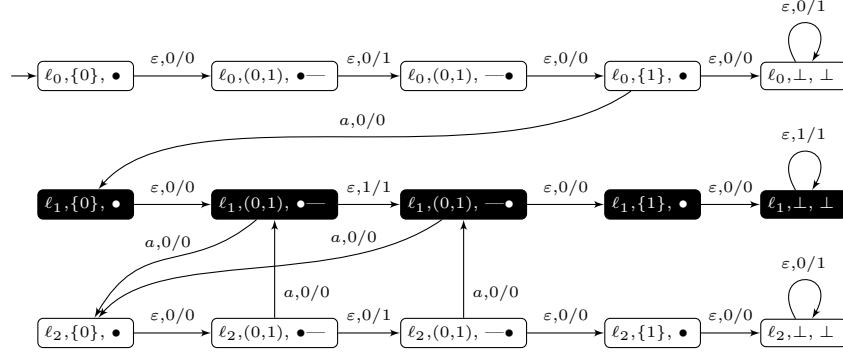 ε,0/1
ε,0/0 ε,0/1 ε,0/0 ε,0/0
ℓ0,{0}, ● ℓ0,(0,1), ●— ℓ0,(0,1), —● ℓ0,{1}, ● ℓ0,⊥, ⊥
a,0/0
ε,1/1
ε,0/0 ε,1/1 ε,0/0 ε,0/0
ℓ1,{0}, ● ℓ1,(0,1), ●— ℓ1,(0,1), —● ℓ1,{1}, ● ℓ1,⊥, ⊥
a,0/0 a,0/0
ε,0/1
a,0/0 a,0/0
ε,0/0 ε,0/1 ε,0/0 ε,0/0
ℓ2,{0}, ● ℓ2,(0,1), ●— ℓ2,(0,1), —● ℓ2,{1}, ● ℓ2,⊥, ⊥